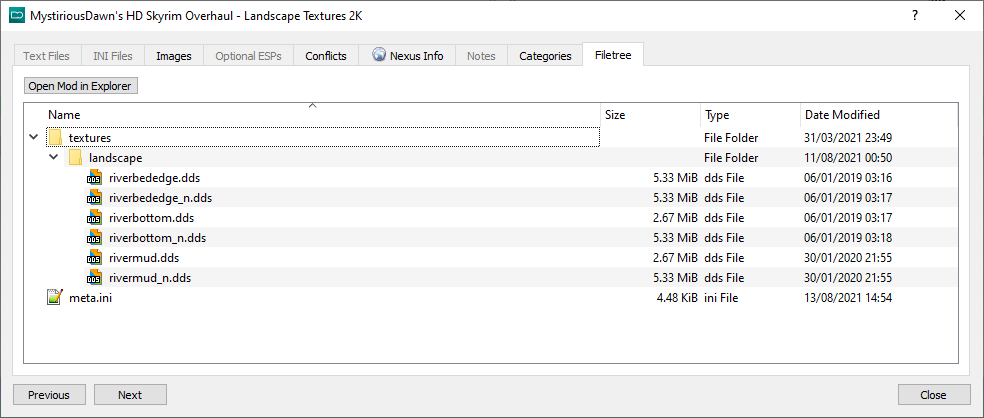 MystiriousDawn's HD Skyrim Overhaul - Landscape Textures 2K
Text Files INI Files Images Optional ESPs Conflicts Nexus Info Notes Categories Filetree
Open Mod in Explorer
Name Size Type Date Modified
textures File Folder 31/03/2021 23:49
landscape File Folder 11/08/2021 00:50
DDS riverbededge.dds 5.33 MiB dds File 06/01/2019 03:16
DDS riverbededge_n.dds 5.33 MiB dds File 06/01/2019 03:17
DDS riverbottom.dds 2.67 MiB dds File 06/01/2019 03:17
DDS riverbottom_n.dds 5.33 MiB dds File 06/01/2019 03:18
DDS rivermud.dds 2.67 MiB dds File 30/01/2020 21:55
DDS rivermud_n.dds 5.33 MiB dds File 30/01/2020 21:55
meta.ini 4.48 KiB ini File 13/08/2021 14:54
Previous Next Close